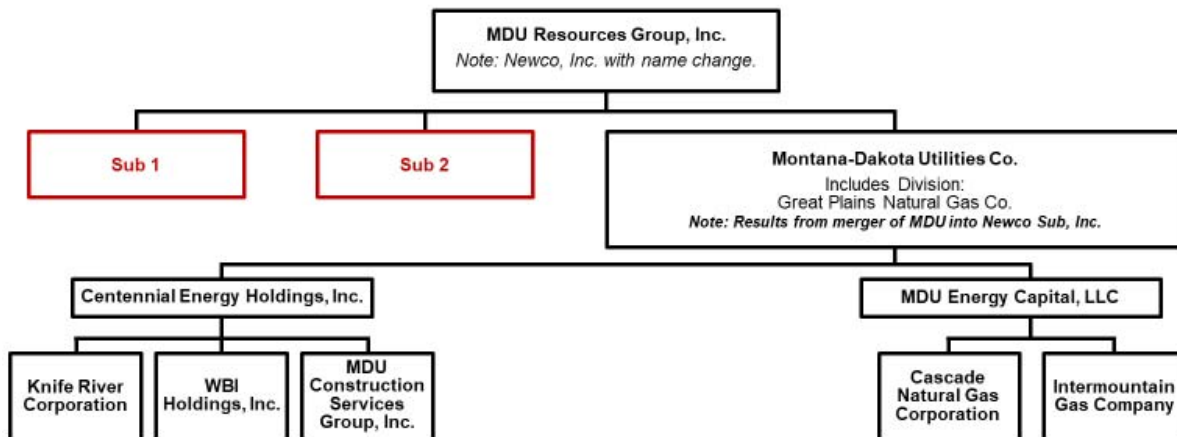 MDU Resources Group, Inc.
Note: Newco, Inc. with name change.
Sub 1
Sub 2
Montana-Dakota Utilities Co.
Includes Division:
Great Plains Natural Gas Co.
Note: Results from merger of MDU into Newco Sub, Inc.
Centennial Energy Holdings, Inc.
MDU Energy Capital, LLC
Knife River
Corporation
WBI
Holdings, Inc.
MDU
Construction
Services
Group, Inc.
Cascade
Natural Gas
Corporation
Intermountain
Gas Company